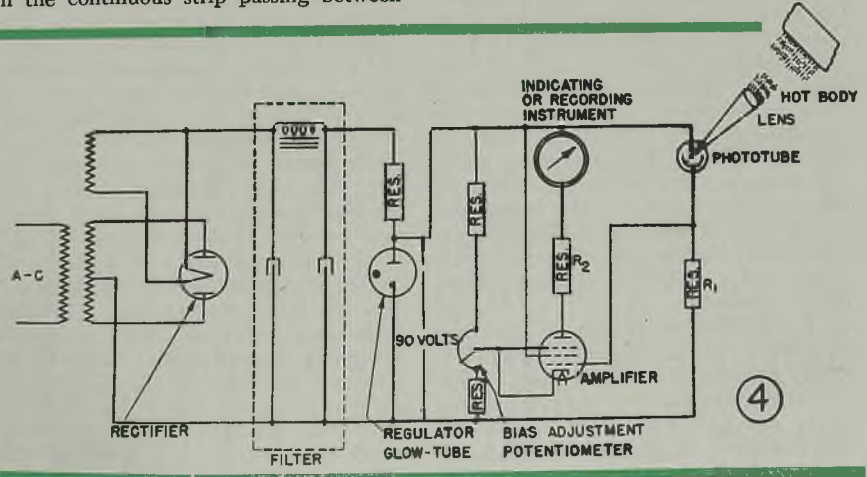 the continuous strip passing between
INDICATING
OR RECORDING
INSTRUMENT
HOT BODY
LENS
PHOTOTUBE
RES.
RES.
RES. R2
RES. R1
A-C
90 VOLTS
RES.
AMPLIFIER
4
RECTIFIER
FILTER
REGULATOR
GLOW-TUBE
BIAS ADJUSTMENT
POTENTIOMETER